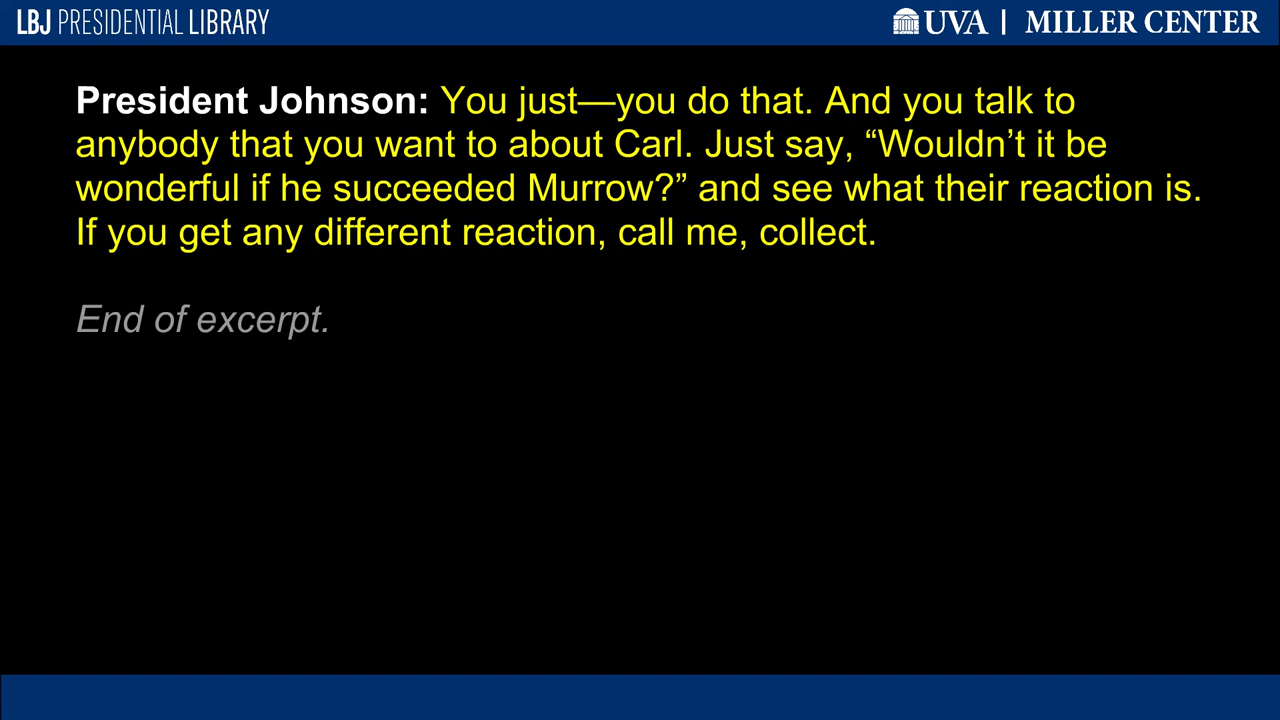 LBJ PRESIDENTIAL LIBRARY
UVA | MILLER CENTER
President Johnson: You just—you do that. And you talk to
anybody that you want to about Carl. Just say, “Wouldn’t it be
wonderful if he succeeded Murrow?” and see what their reaction is.
If you get any different reaction, call me, collect.
End of excerpt.